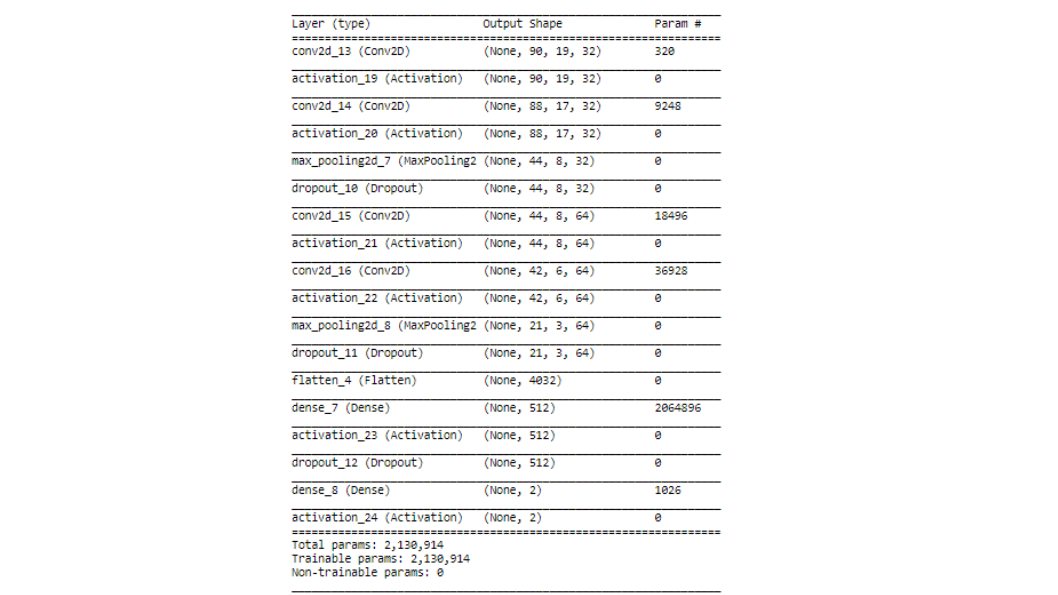 Layer (type) Output Shape Param #
conv2d_13 (Conv2D) (None, 90, 19, 32) 320
activation_19 (Activation) (None, 90, 19, 32) 0
conv2d_14 (Conv2D) (None, 88, 17, 32) 9248
activation_20 (Activation) (None, 88, 17, 32) 0
max_pooling2d_7 (MaxPooling2 (None, 44, 8, 32) 0
dropout_10 (Dropout) (None, 44, 8, 32) 0
conv2d_15 (Conv2D) (None, 44, 8, 64) 18496
activation_21 (Activation) (None, 44, 8, 64) 0
conv2d_16 (Conv2D) (None, 42, 6, 64) 36928
activation_22 (Activation) (None, 42, 6, 64) 0
max_pooling2d_8 (MaxPooling2 (None, 21, 3, 64) 0
dropout_11 (Dropout) (None, 21, 3, 64) 0
flatten_4 (Flatten) (None, 4032) 0
dense_7 (Dense) (None, 512) 2064896
activation_23 (Activation) (None, 512) 0
dropout_12 (Dropout) (None, 512) 0
dense_8 (Dense) (None, 2) 1026
activation_24 (Activation) (None, 2) 0
Total params: 2,130,914
Trainable params: 2,130,914
Non-trainable params: 0